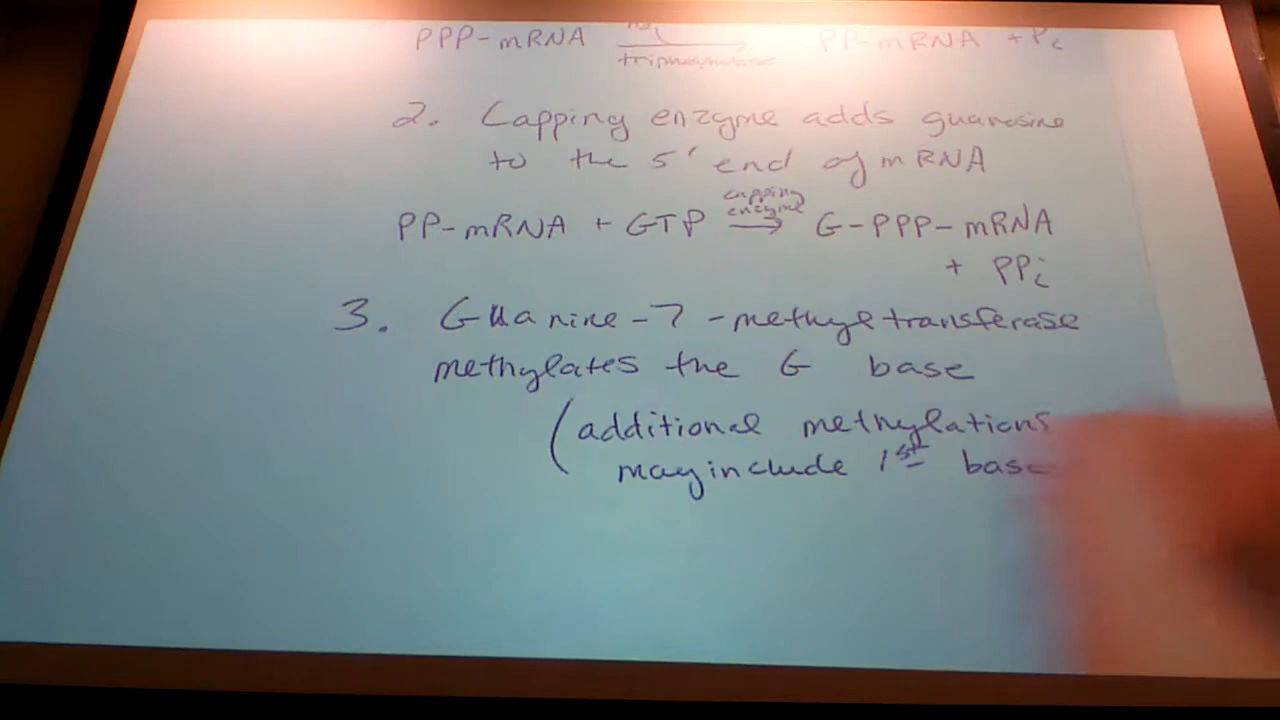 PPP-mRNA ⟶ PP-mRNA + Pi
triphosphatase
2. Capping enzyme adds guanosine
to the 5' end of mRNA
capping
enzyme
PP-mRNA + GTP ⟶ G-PPP-mRNA
+ PPi
3. Guanine-7-methyltransferase
methylates the G base
(additional methylations
may include 1st base